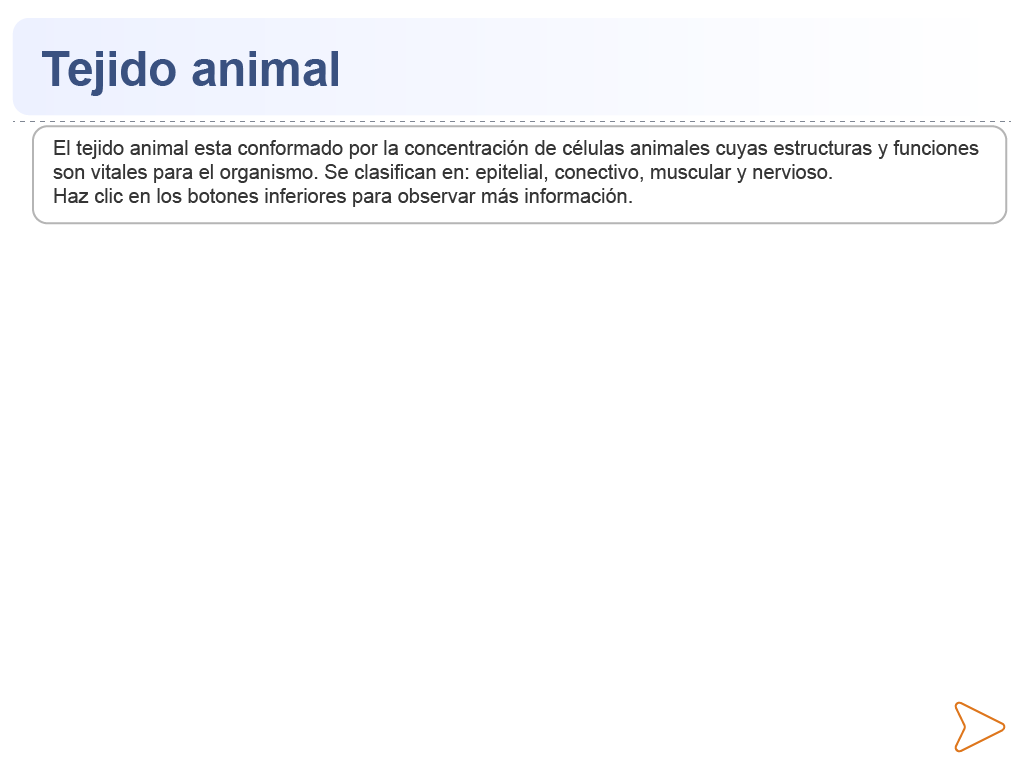 Tejido animal
El tejido animal esta conformado por la concentración de células animales cuyas estructuras y funciones
son vitales para el organismo. Se clasifican en: epitelial, conectivo, muscular y nervioso.
Haz clic en los botones inferiores para observar más información.